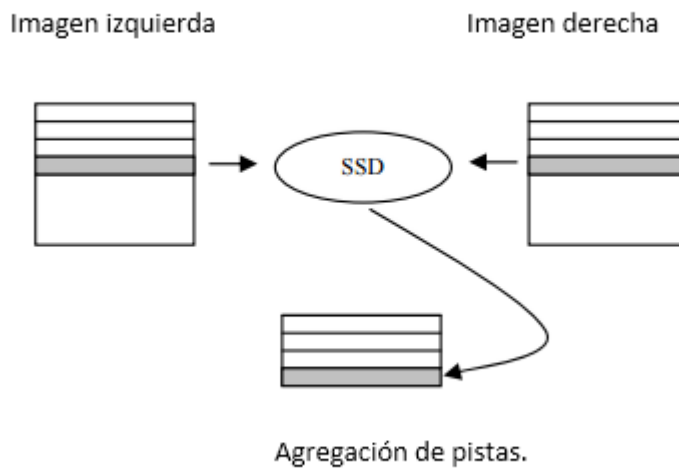 Imagen izquierda
Imagen derecha
SSD
Agregación de pistas.